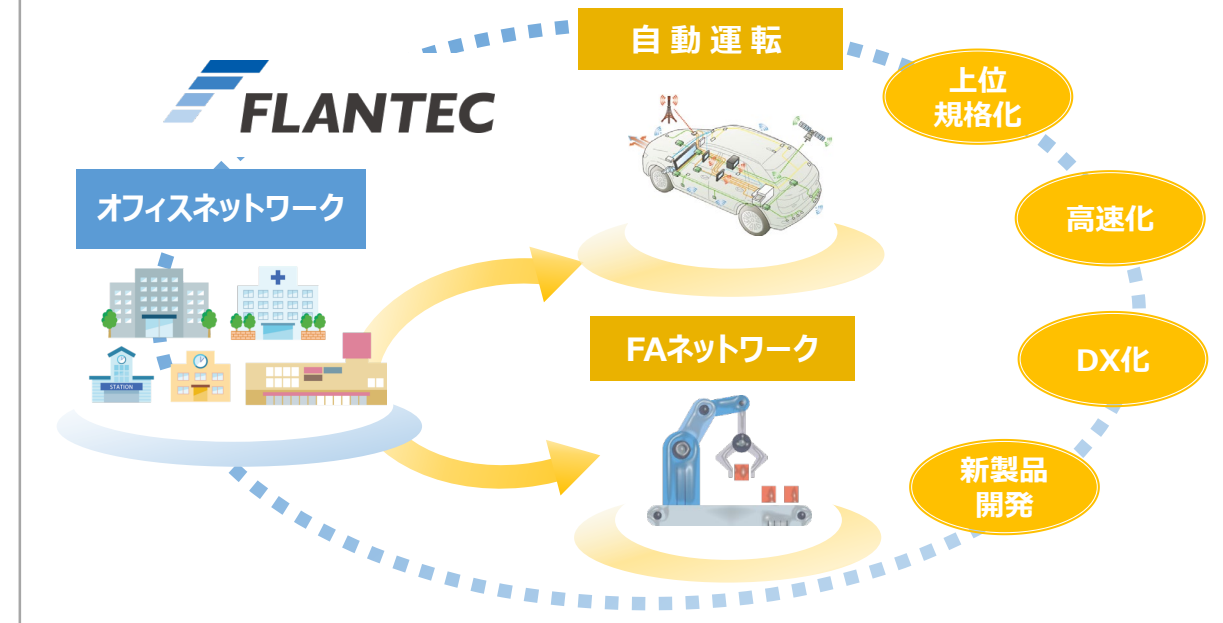 FLANTEC
自動運転
上位
規格化
オフィスネットワーク
高速化
FAネットワーク
DX化
STATION
新製品
開発